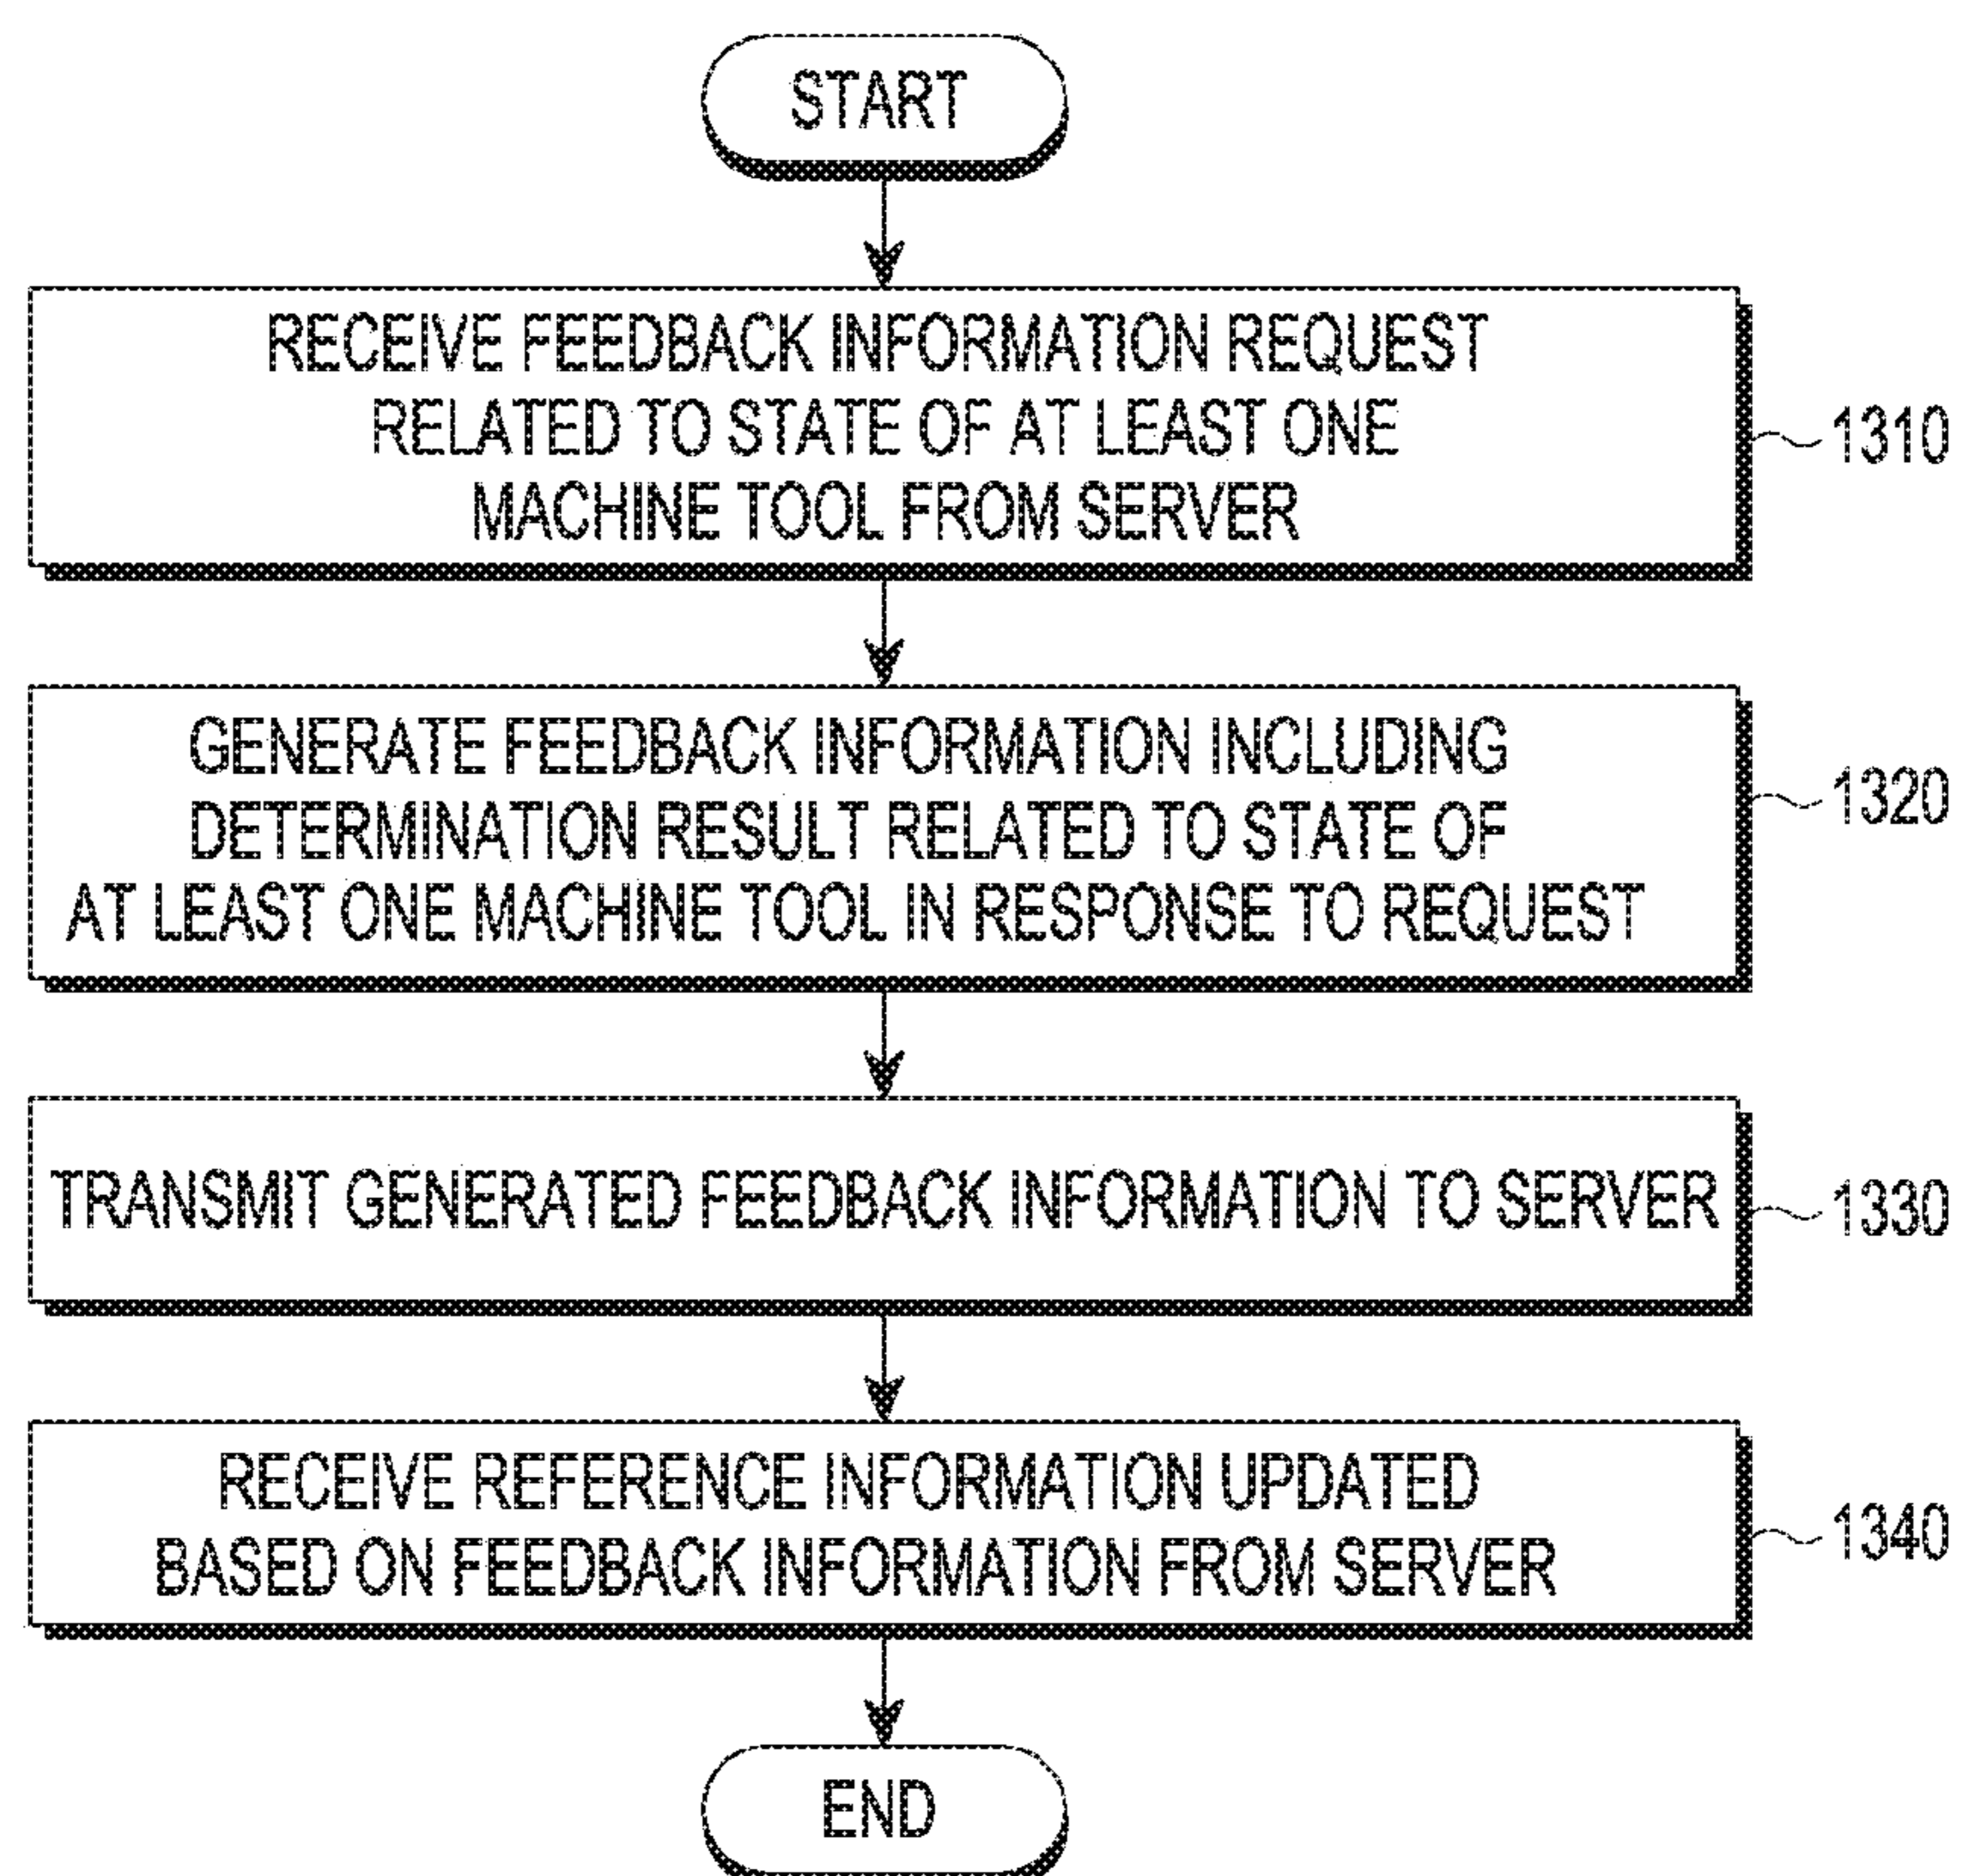 START
RECEIVE FEEDBACK INFORMATION REQUEST
RELATED TO STATE OF AT LEAST ONE
MACHINE TOOL FROM SERVER
1310
GENERATE FEEDBACK INFORMATION INCLUDING
DETERMINATION RESULT RELATED TO STATE OF
AT LEAST ONE MACHINE TOOL IN RESPONSE TO REQUEST
1320
TRANSMIT GENERATED FEEDBACK INFORMATION TO SERVER
1330
RECEIVE REFERENCE INFORMATION UPDATED
BASED ON FEEDBACK INFORMATION FROM SERVER
1340
END